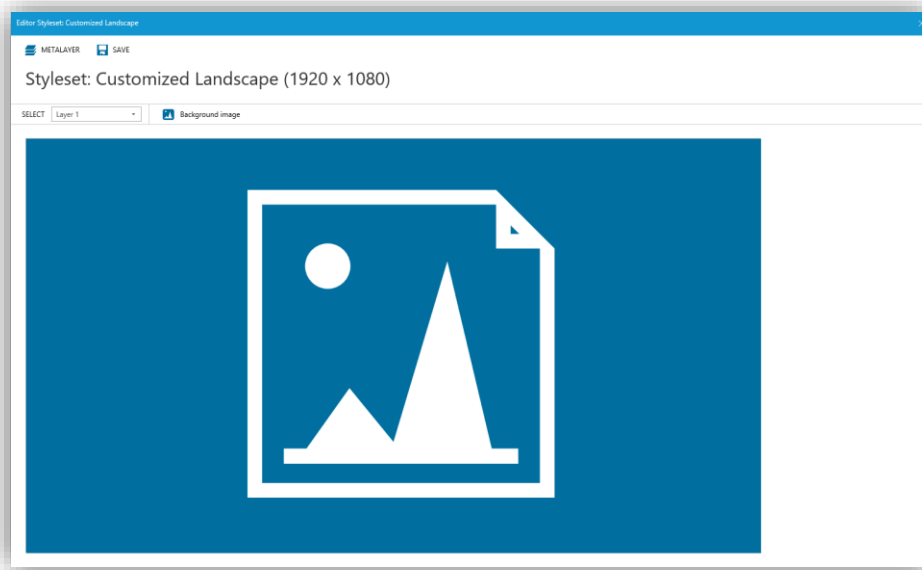 Editor Styleset: Customized Landscape
METALAYER SAVE
Styleset: Customized Landscape (1920 x 1080)
SELECT Layer 1 Background image